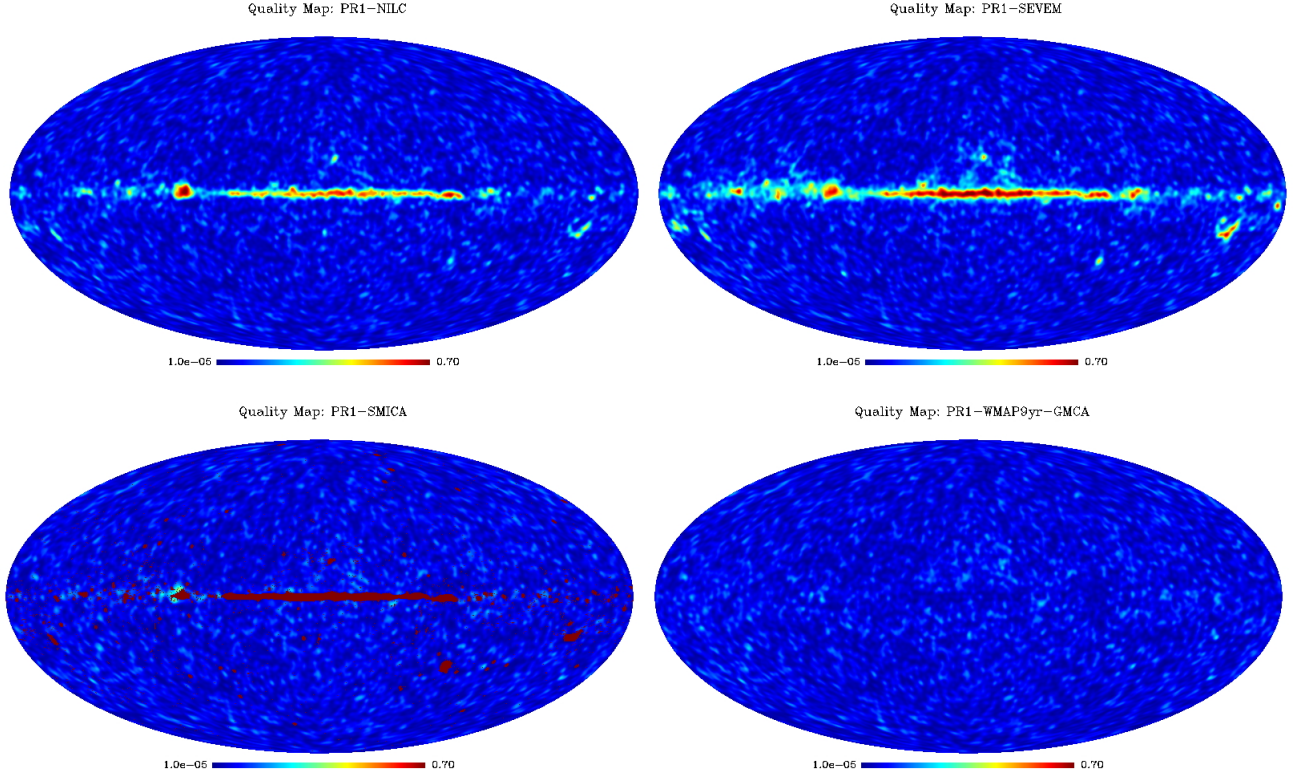 Quality Map: PR1-NILC
Quality Map: PR1-SEVEM
1.0e-05 0.70
1.0e-05 0.70
Quality Map: PR1-SMICA
Quality Map: PR1-WMAP9yr-GMCA
1.0e-05 0.70
1.0e-05 0.70